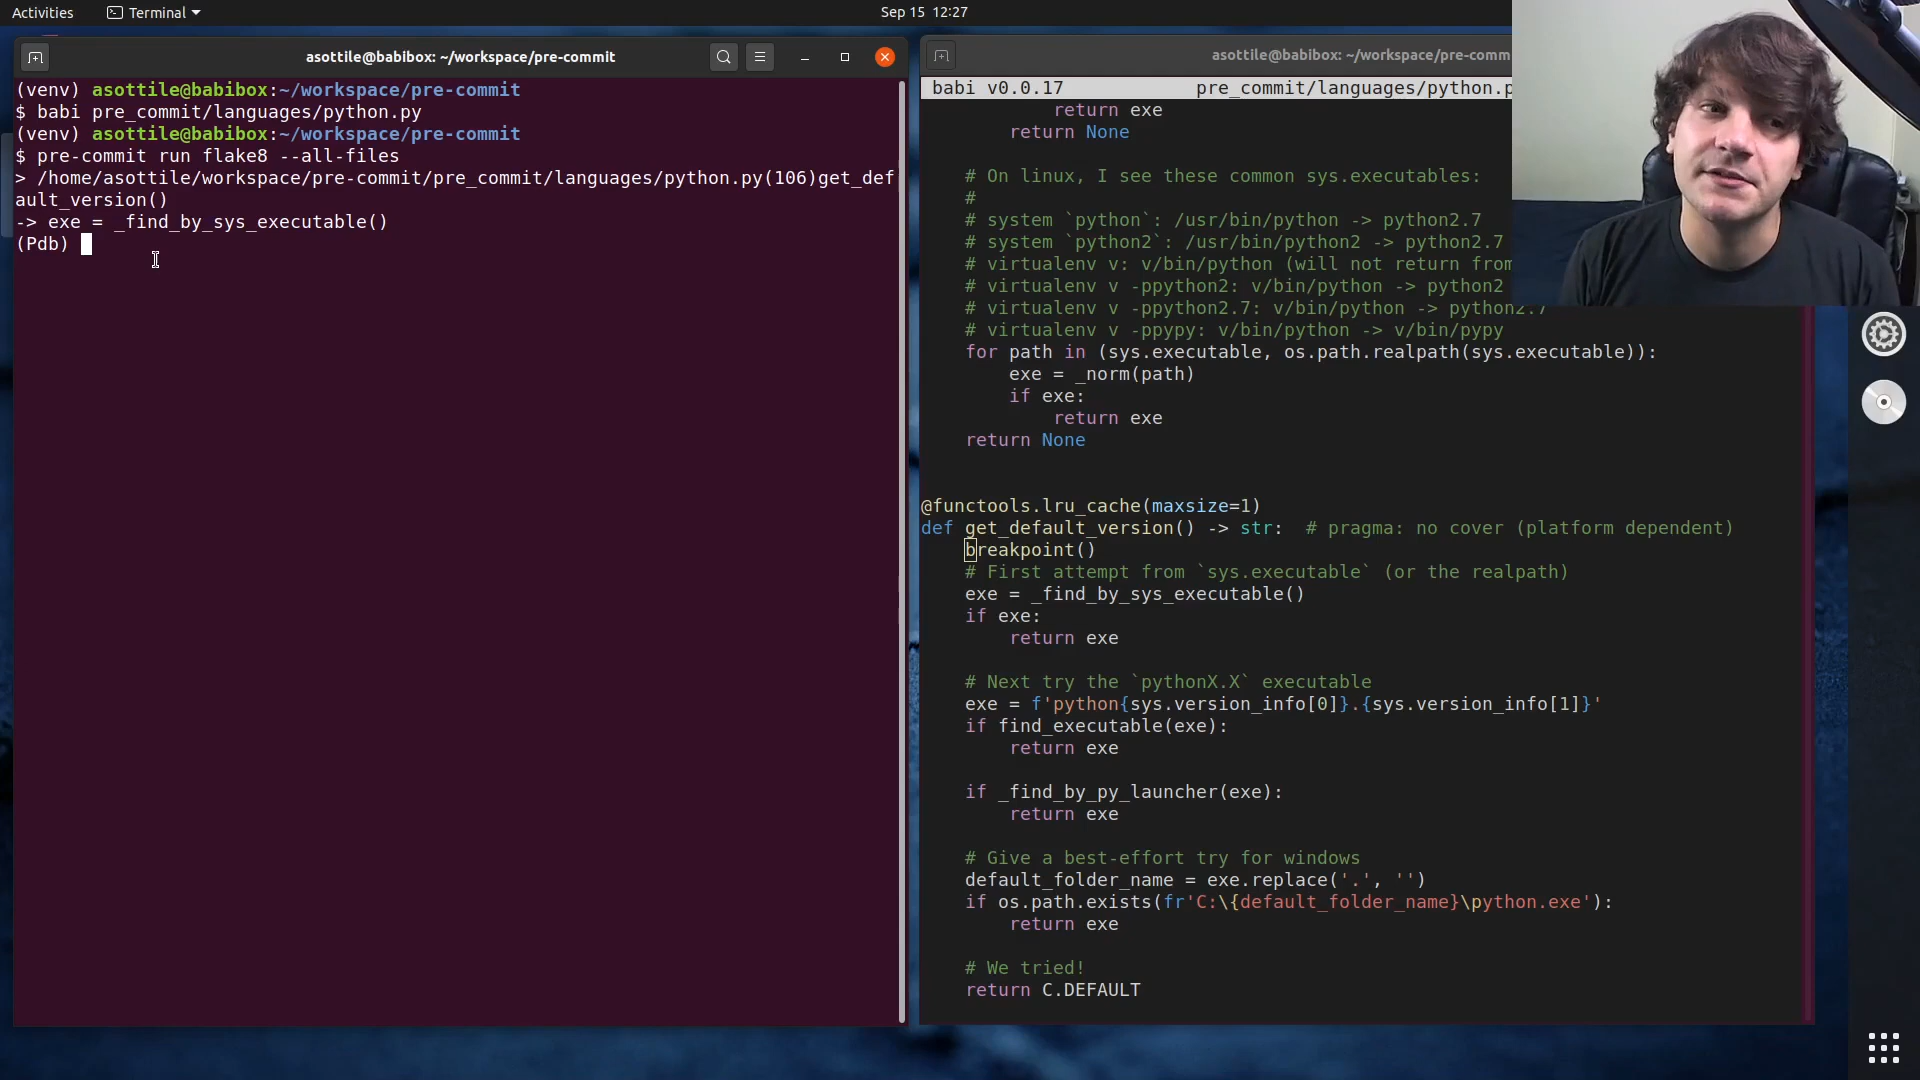 Activities
Terminal
Sep 15 12:27
asottile@babibox: ~/workspace/pre-commit
(venv) asottile@babibox:~/workspace/pre-commit
$ babi pre_commit/languages/python.py
(venv) asottile@babibox:~/workspace/pre-commit
$ pre-commit run flake8 --all-files
> /home/asottile/workspace/pre-commit/pre_commit/languages/python.py(106)get_def
ault_version()
-> exe = _find_by_sys_executable()
(Pdb)
asottile@babibox: ~/workspace/pre-commi
babi v0.0.17 pre_commit/languages/python.p
return exe
return None
# On linux, I see these common sys.executables:
#
# system `python`: /usr/bin/python -> python2.7
# system `python2`: /usr/bin/python2 -> python2.7
# virtualenv v: v/bin/python (will not return from
# virtualenv v -ppython2: v/bin/python -> python2
# virtualenv v -ppython2.7: v/bin/python -> python2.7
# virtualenv v -ppypy: v/bin/python -> v/bin/pypy
for path in (sys.executable, os.path.realpath(sys.executable)):
exe = _norm(path)
if exe:
return exe
return None
@functools.lru_cache(maxsize=1)
def get_default_version() -> str:  # pragma: no cover (platform dependent)
breakpoint()
# First attempt from `sys.executable` (or the realpath)
exe = _find_by_sys_executable()
if exe:
return exe
# Next try the `pythonX.X` executable
exe = f'python{sys.version_info[0]}.{sys.version_info[1]}'
if find_executable(exe):
return exe
if _find_by_py_launcher(exe):
return exe
# Give a best-effort try for windows
default_folder_name = exe.replace('.', '')
if os.path.exists(fr'C:\{default_folder_name}\python.exe'):
return exe
# We tried!
return C.DEFAULT